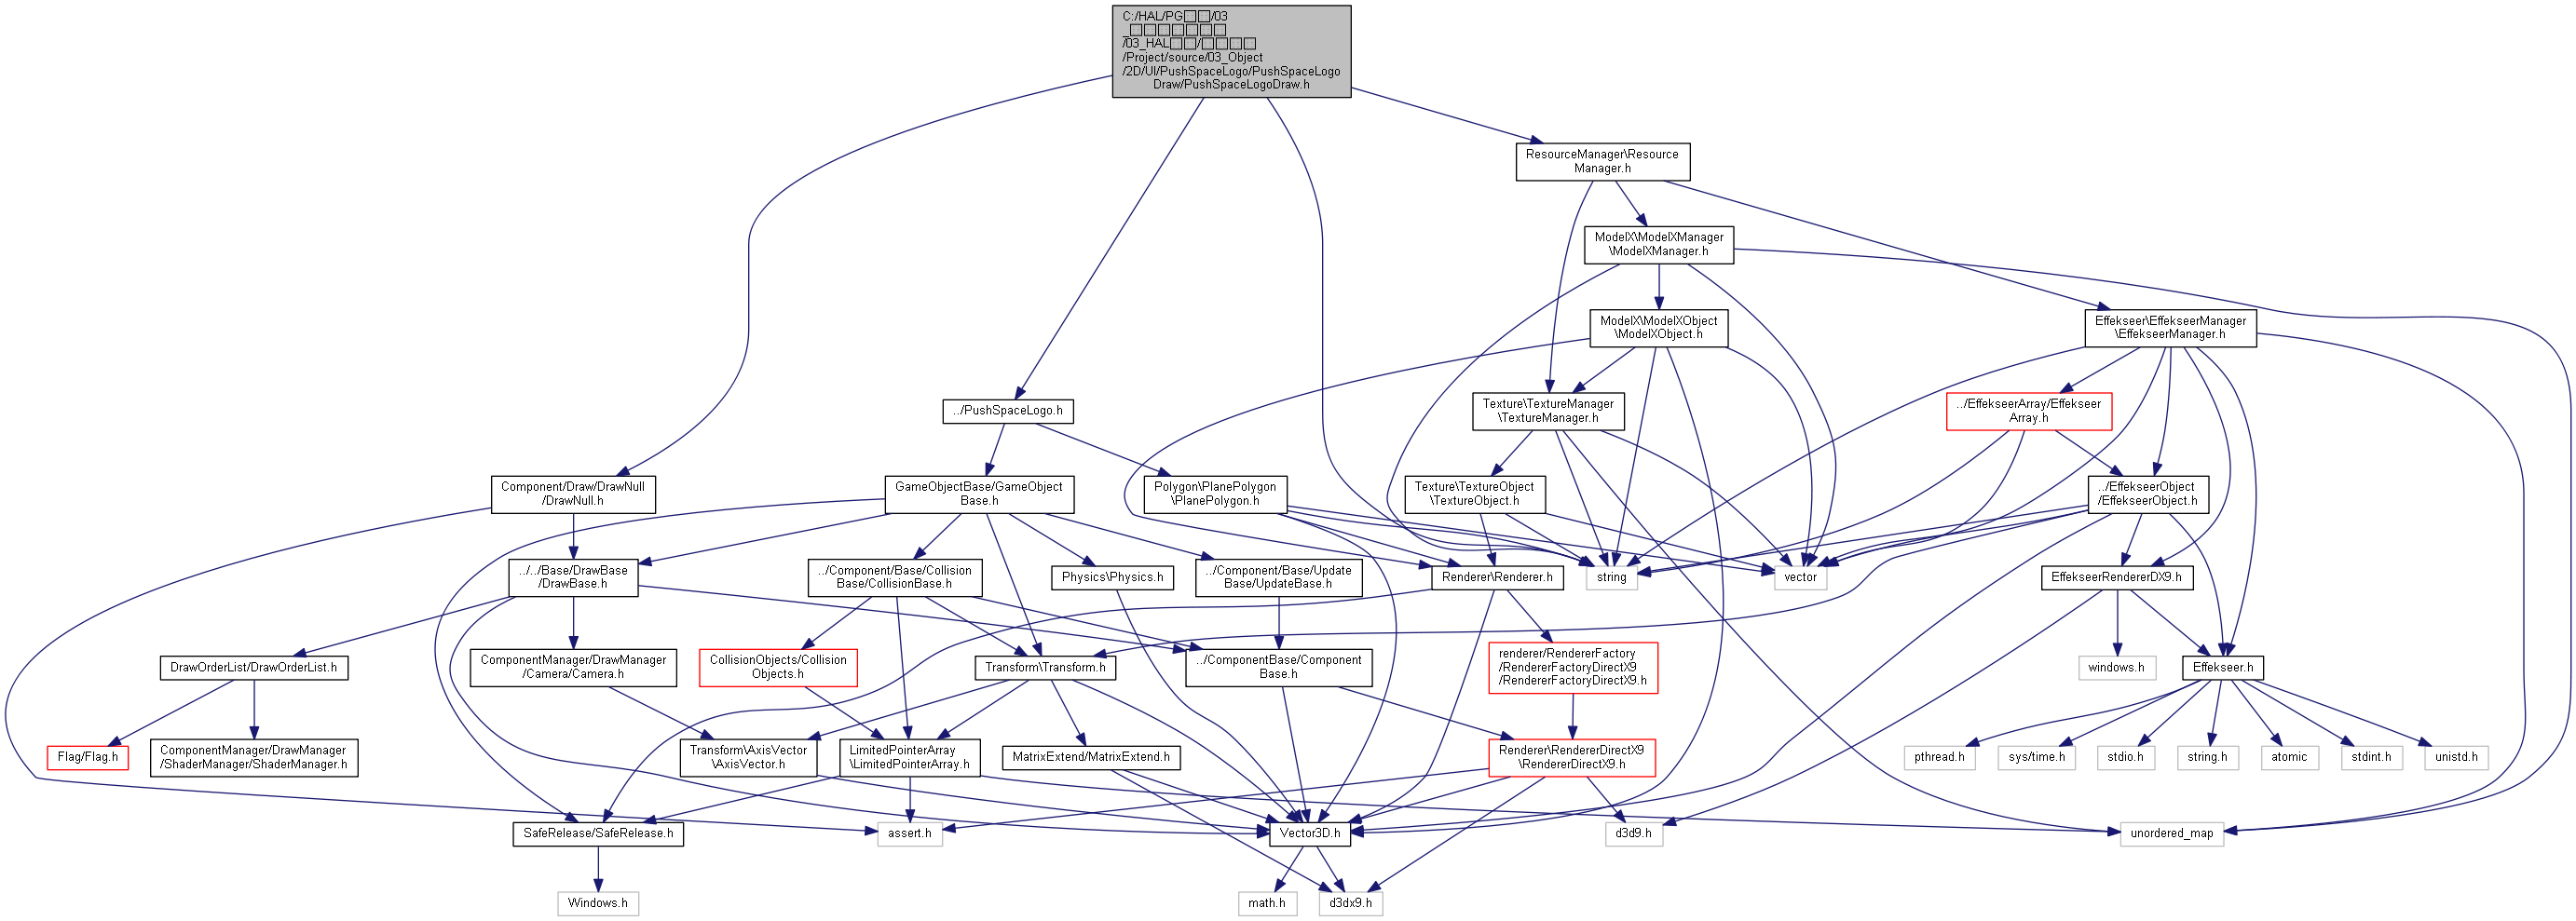 C:/HAL/PG□□/03
_□□□□□□□
/03_HAL□□/□□□□
/Project/source/03_Object
/2D/UI/PushSpaceLogo/PushSpaceLogo
Draw/PushSpaceLogoDraw.h
ResourceManager\Resource
Manager.h
ModelX\ModelXManager
\ModelXManager.h
ModelX\ModelXObject
\ModelXObject.h
Effekseer\EffekseerManager
\EffekseerManager.h
../PushSpaceLogo.h
Texture\TextureManager
\TextureManager.h
../EffekseerArray/Effekseer
Array.h
Component/Draw/DrawNull
/DrawNull.h
GameObjectBase/GameObject
Base.h
Polygon\PlanePolygon
\PlanePolygon.h
Texture\TextureObject
\TextureObject.h
../EffekseerObject
/EffekseerObject.h
../../Base/DrawBase
/DrawBase.h
../Component/Base/Collision
Base/CollisionBase.h
Physics\Physics.h
../Component/Base/Update
Base/UpdateBase.h
Renderer\Renderer.h
string
vector
EffekseerRendererDX9.h
DrawOrderList/DrawOrderList.h
ComponentManager/DrawManager
/Camera/Camera.h
CollisionObjects/Collision
Objects.h
Transform\Transform.h
../ComponentBase/Component
Base.h
renderer/RendererFactory
/RendererFactoryDirectX9
/RendererFactoryDirectX9.h
windows.h
Effekseer.h
Flag/Flag.h
ComponentManager/DrawManager
/ShaderManager/ShaderManager.h
Transform\AxisVector
\AxisVector.h
LimitedPointerArray
\LimitedPointerArray.h
MatrixExtend/MatrixExtend.h
Renderer\RendererDirectX9
\RendererDirectX9.h
pthread.h
sys/time.h
stdio.h
string.h
atomic
stdint.h
unistd.h
SafeRelease/SafeRelease.h
assert.h
Vector3D.h
d3d9.h
unordered_map
Windows.h
math.h
d3dx9.h